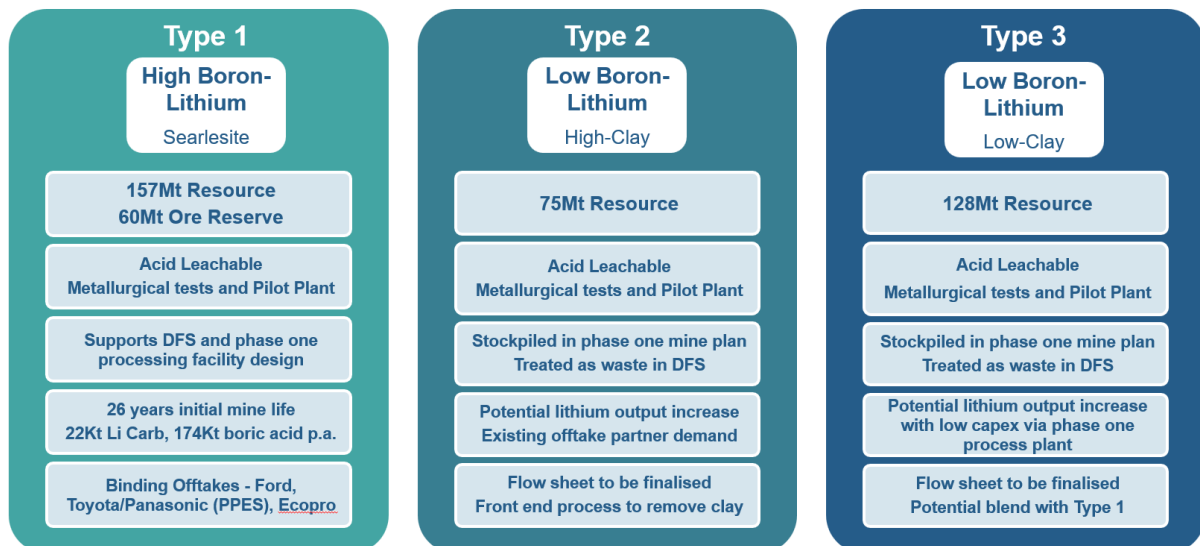 Type 1
High Boron-
Lithium
Searlesite
157Mt Resource
60Mt Ore Reserve
Acid Leachable
Metallurgical tests and Pilot Plant
Supports DFS and phase one
processing facility design
26 years initial mine life
22Kt Li Carb, 174Kt boric acid p.a.
Binding Offtakes - Ford,
Toyota/Panasonic (PPES), Ecopro
Type 2
Low Boron-
Lithium
High-Clay
75Mt Resource
Acid Leachable
Metallurgical tests and Pilot Plant
Stockpiled in phase one mine plan
Treated as waste in DFS
Potential lithium output increase
Existing offtake partner demand
Flow sheet to be finalised
Front end process to remove clay
Type 3
Low Boron-
Lithium
Low-Clay
128Mt Resource
Acid Leachable
Metallurgical tests and Pilot Plant
Stockpiled in phase one mine plan
Treated as waste in DFS
Potential lithium output increase
with low capex via phase one
process plant
Flow sheet to be finalised
Potential blend with Type 1